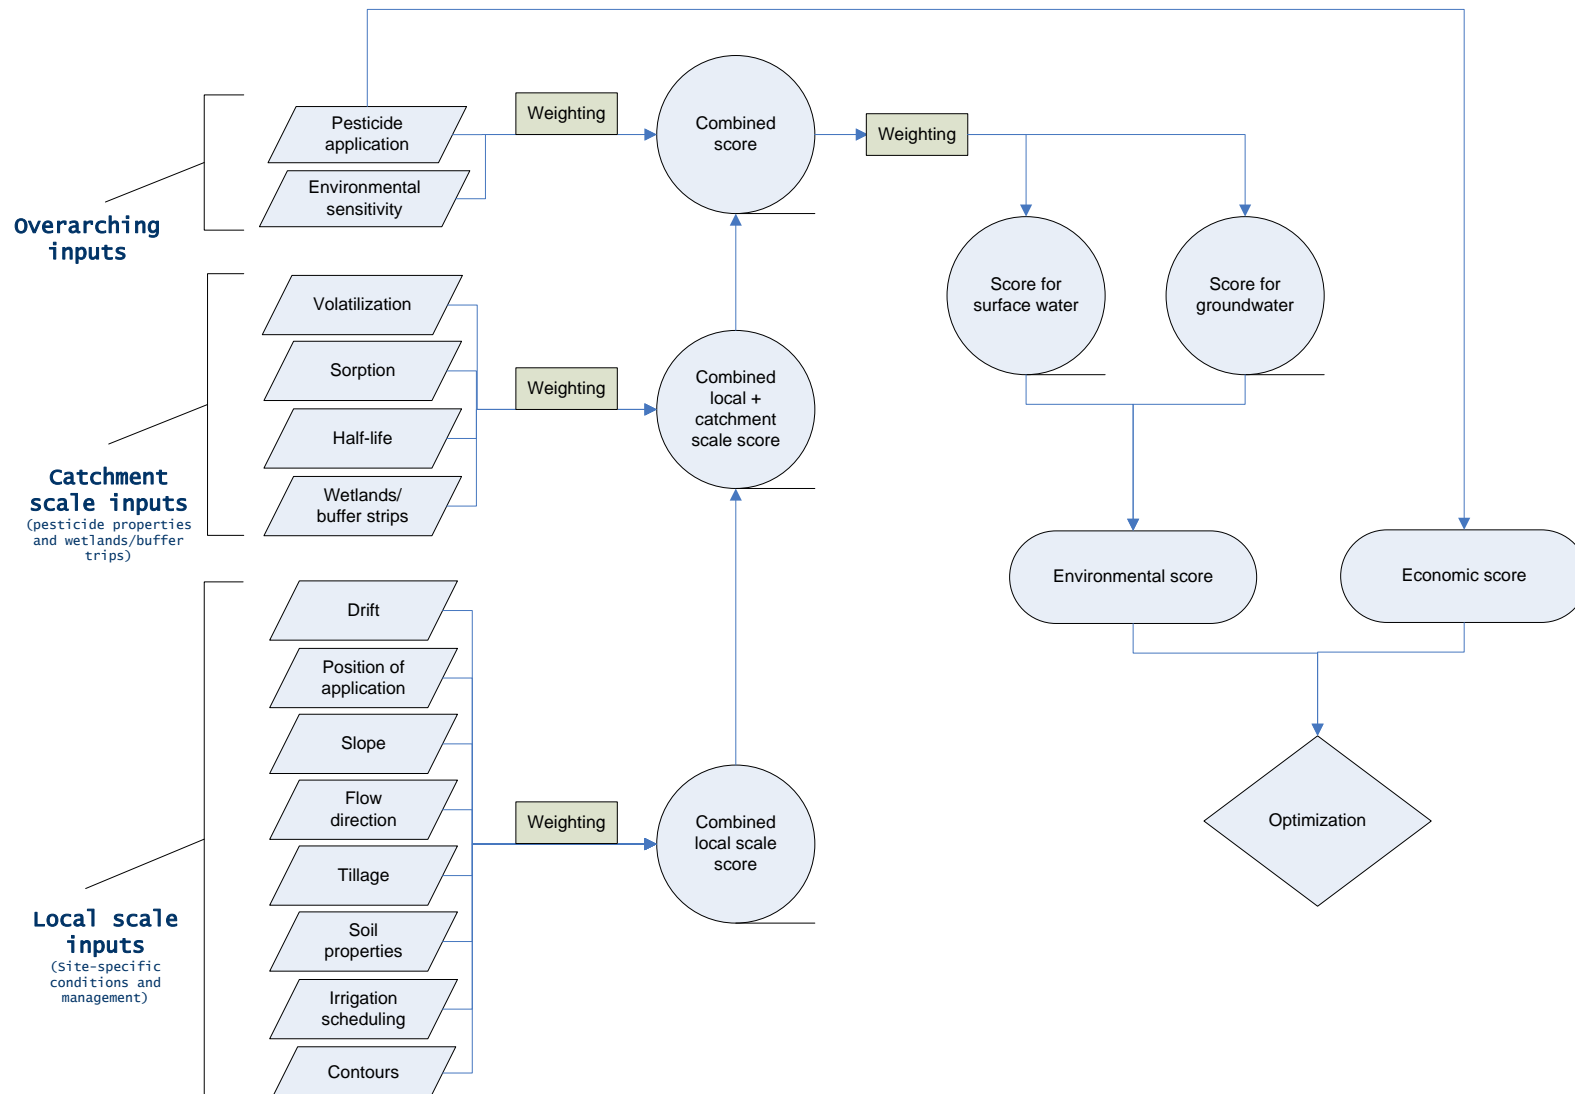 Pesticide
application
Weighting
Combined
score
Weighting
Environmental
sensitivity
Overarching
inputs
Score for
surface water
Score for
groundwater
Volatilization
Sorption
Weighting
Combined
local +
catchment
scale score
Half-life
Wetlands/
buffer strips
Catchment
scale inputs
(pesticide properties
and wetlands/buffer
trips)
Environmental score
Economic score
Drift
Position of
application
Slope
Flow
direction
Weighting
Combined
local scale
score
Optimization
Tillage
Soil
properties
Local scale
inputs
(Site-specific
conditions and
management)
Irrigation
scheduling
Contours